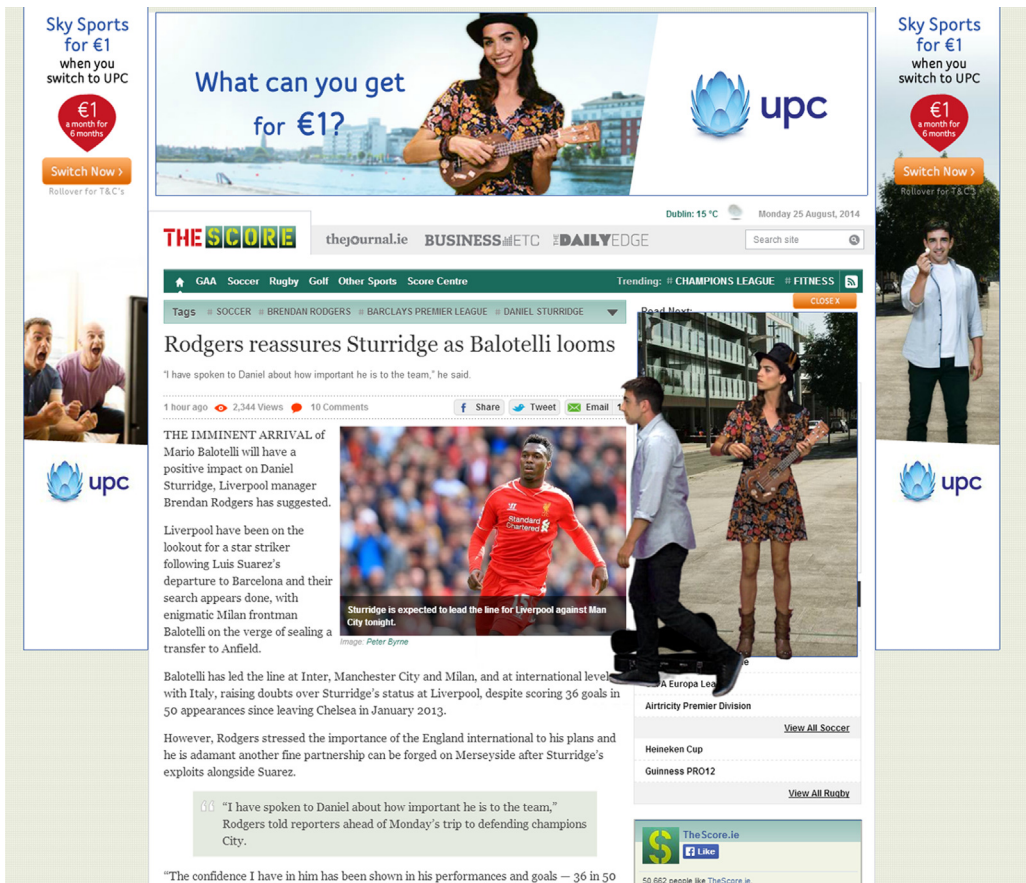 Sky Sports
for €1
when you
switch to UPC
€1
a month for
6 months
Switch Now ›
Rollover for T&C's
upc
What can you get
for €1?
upc
Sky Sports
for €1
when you
switch to UPC
€1
a month for
6 months
Switch Now ›
Rollover for T&C's
upc
Dublin: 15 °C
Monday 25 August, 2014
THE SCORE
thejournal.ie
BUSINESS ETC
THE DAILY EDGE
Search site
GAA Soccer Rugby Golf Other Sports Score Centre
Trending: # CHAMPIONS LEAGUE # FITNESS
CLOSE X
Tags # SOCCER # BRENDAN RODGERS # BARCLAYS PREMIER LEAGUE # DANIEL STURRIDGE
Read Next:
Rodgers reassures Sturridge as Balotelli looms
"I have spoken to Daniel about how important he is to the team," he said.
1 hour ago 2,344 Views 10 Comments
Share Tweet Email
THE IMMINENT ARRIVAL of
Mario Balotelli will have a
positive impact on Daniel
Sturridge, Liverpool manager
Brendan Rodgers has suggested.
Liverpool have been on the
lookout for a star striker
following Luis Suarez's
departure to Barcelona and their
search appears done, with
enigmatic Milan frontman
Balotelli on the verge of sealing a
transfer to Anfield.
Standard
Chartered
15
Sturridge is expected to lead the line for Liverpool against Man
City tonight.
Image: Peter Byrne
Balotelli has led the line at Inter, Manchester City and Milan, and at international level
with Italy, raising doubts over Sturridge's status at Liverpool, despite scoring 36 goals in
50 appearances since leaving Chelsea in January 2013.
However, Rodgers stressed the importance of the England international to his plans and
he is adamant another fine partnership can be forged on Merseyside after Sturridge's
exploits alongside Suarez.
"I have spoken to Daniel about how important he is to the team,"
Rodgers told reporters ahead of Monday's trip to defending champions
City.
"The confidence I have in him has been shown in his performances and goals — 36 in 50
A Europa Lea
Airtricity Premier Division
View All Soccer
Heineken Cup
Guinness PRO12
View All Rugby
TheScore.ie
Like
50,662 people like TheScore.ie.